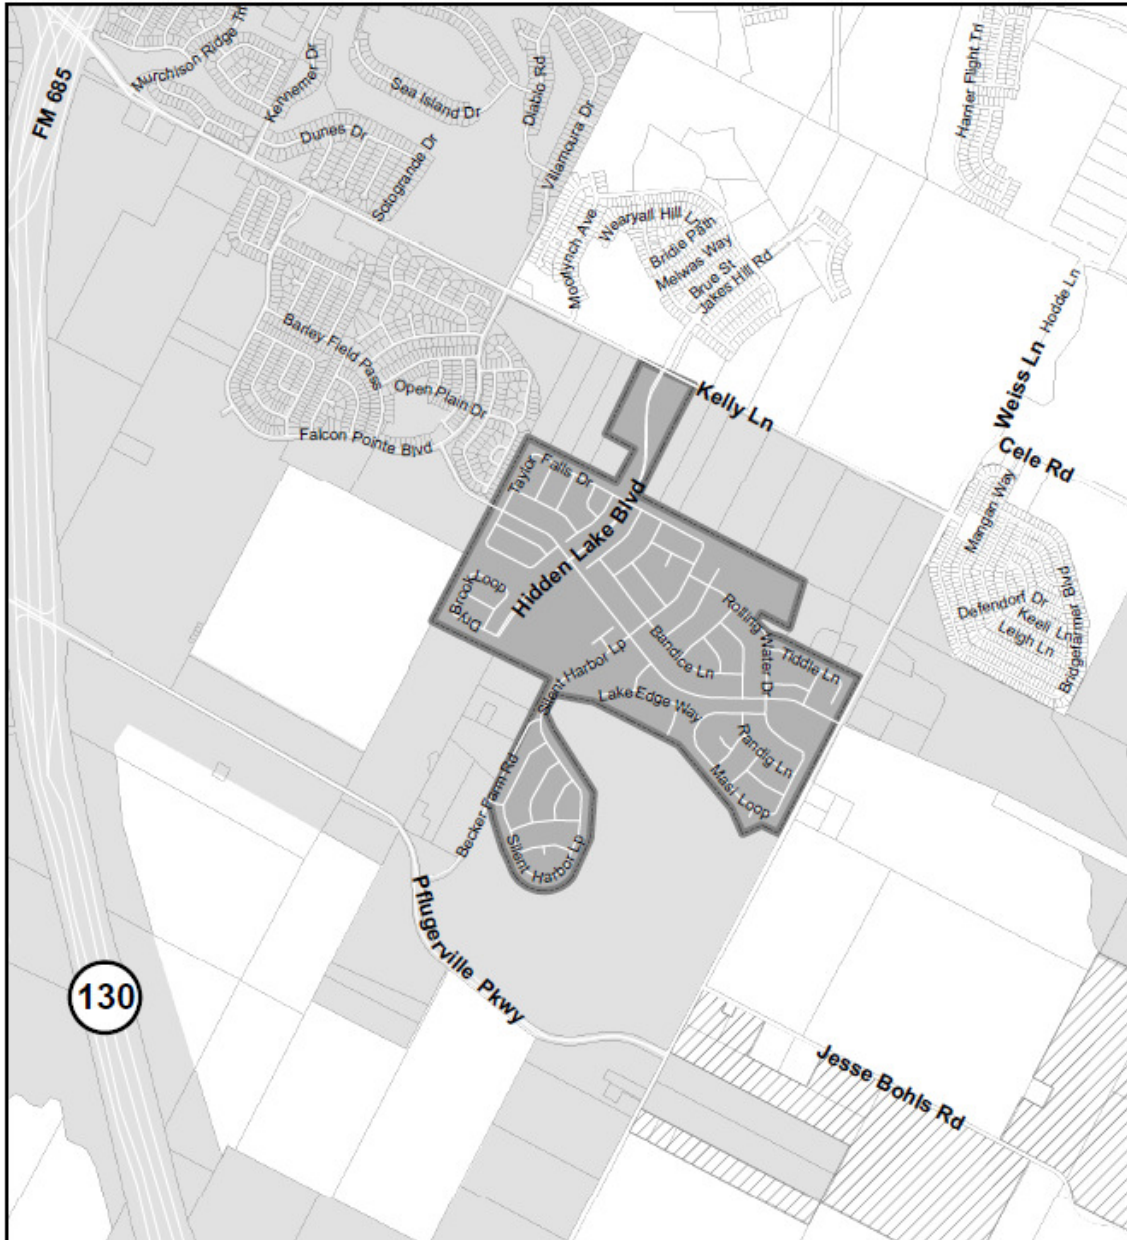 FM 685
Murchison Ridge Trl
Kennemer Dr
Sea Island Dr
Diablo Rd
Harrier Flight Trl
Dunes Dr
Sotogrande Dr
Villamoura Dr
Moorlynch Ave
Wearyall Hill Ln
Bridie Path
Melwas Way
Brue St
Jakes Hill Rd
Hodde Ln
Weiss Ln
Barley Field Pass
Open Plain Dr
Falcon Pointe Blvd
Kelly Ln
Cele Rd
Taylor Falls Dr
Hidden Lake Blvd
Mangan Way
Dry Brook Loop
Defendorf Dr
Keeli Ln
Leigh Ln
Bridgefarmer Blvd
Rolling Water Dr
Bandice Ln
Tiddle Ln
Silent Harbor Lp
Lake Edge Way
Randig Ln
Masi Loop
Becker Farm Rd
Silent Harbor Lp
Pflugerville Pkwy
130
Jesse Bohls Rd